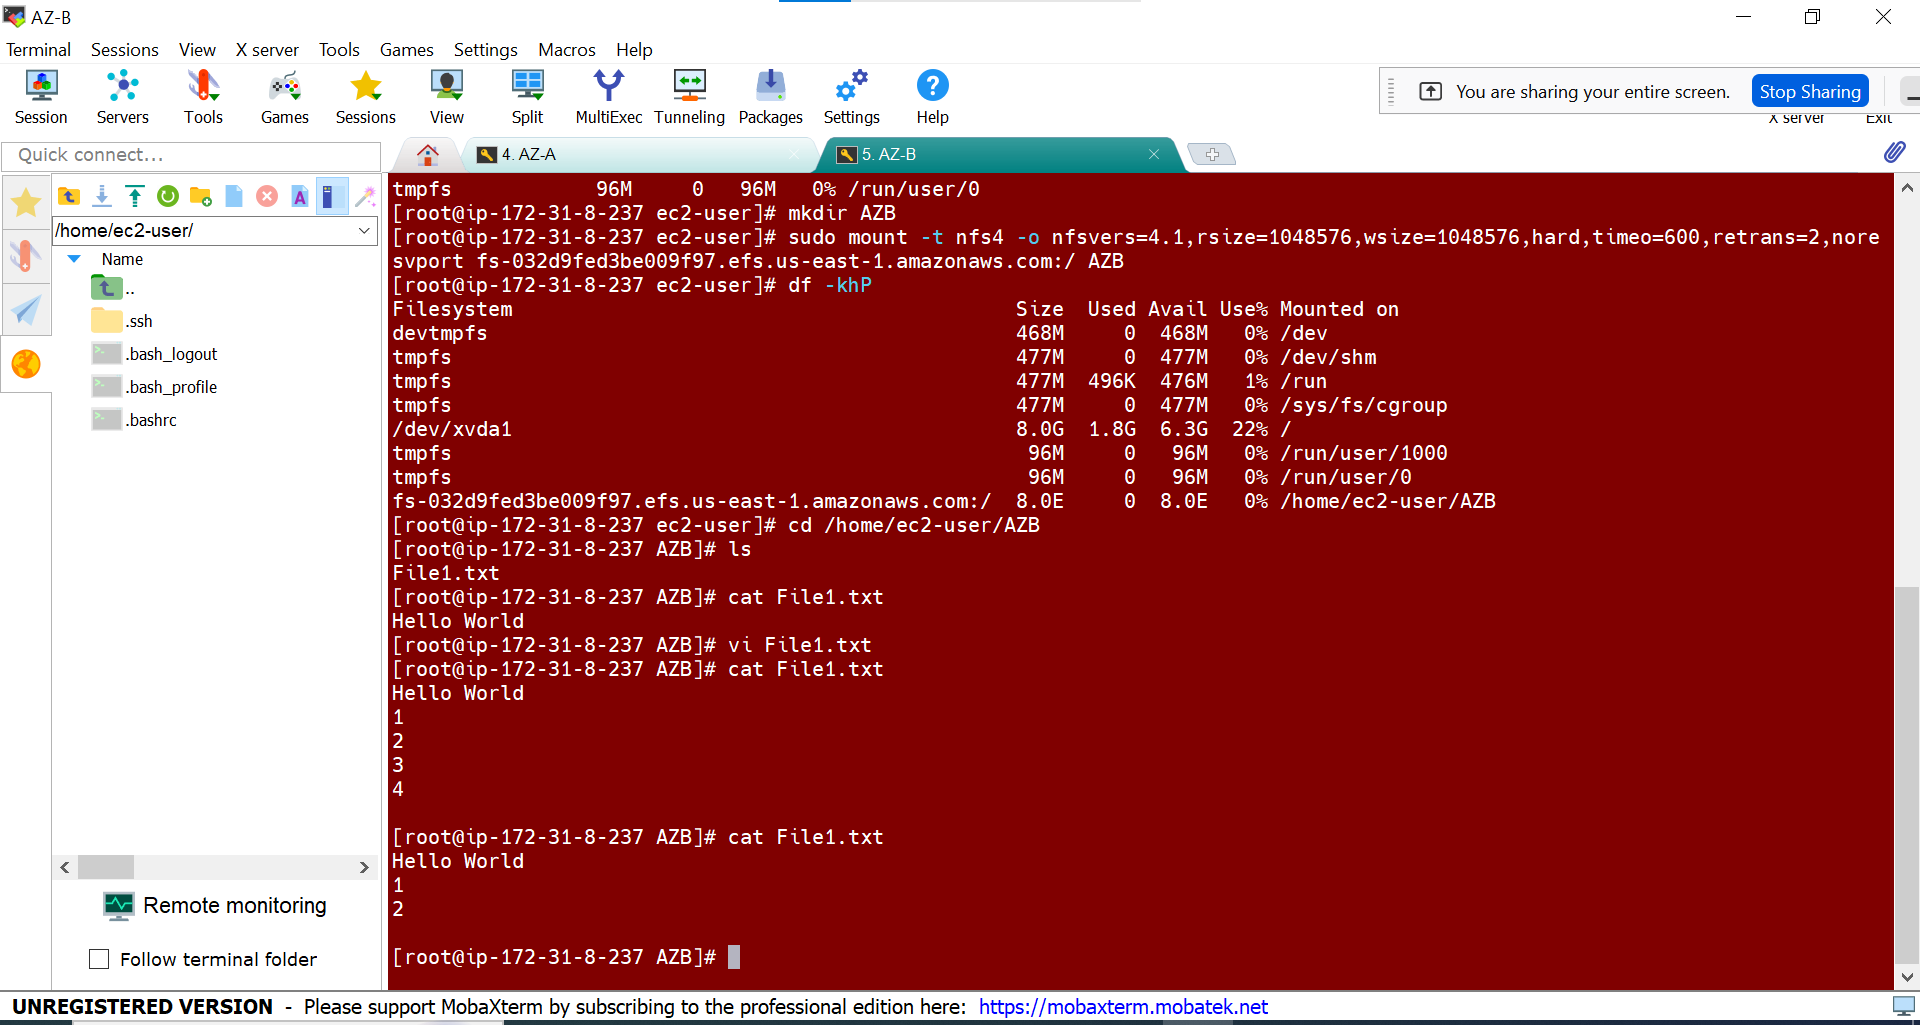 AZ-B
Terminal Sessions View X server Tools Games Settings Macros Help
Session Servers Tools Games Sessions View Split MultiExec Tunneling Packages Settings Help
You are sharing your entire screen. Stop Sharing
X server Exit
Quick connect...
4. AZ-A
5. AZ-B
/home/ec2-user/
Name
..
.ssh
.bash_logout
.bash_profile
.bashrc
Remote monitoring
Follow terminal folder
tmpfs 96M 0 96M 0% /run/user/0
[root@ip-172-31-8-237 ec2-user]# mkdir AZB
[root@ip-172-31-8-237 ec2-user]# sudo mount -t nfs4 -o nfsvers=4.1,rsize=1048576,wsize=1048576,hard,timeo=600,retrans=2,nore
svport fs-032d9fed3be009f97.efs.us-east-1.amazonaws.com:/ AZB
[root@ip-172-31-8-237 ec2-user]# df -khP
Filesystem Size Used Avail Use% Mounted on
devtmpfs 468M 0 468M 0% /dev
tmpfs 477M 0 477M 0% /dev/shm
tmpfs 477M 496K 476M 1% /run
tmpfs 477M 0 477M 0% /sys/fs/cgroup
/dev/xvda1 8.0G 1.8G 6.3G 22% /
tmpfs 96M 0 96M 0% /run/user/1000
tmpfs 96M 0 96M 0% /run/user/0
fs-032d9fed3be009f97.efs.us-east-1.amazonaws.com:/ 8.0E 0 8.0E 0% /home/ec2-user/AZB
[root@ip-172-31-8-237 ec2-user]# cd /home/ec2-user/AZB
[root@ip-172-31-8-237 AZB]# ls
File1.txt
[root@ip-172-31-8-237 AZB]# cat File1.txt
Hello World
[root@ip-172-31-8-237 AZB]# vi File1.txt
[root@ip-172-31-8-237 AZB]# cat File1.txt
Hello World
1
2
3
4
[root@ip-172-31-8-237 AZB]# cat File1.txt
Hello World
1
2
[root@ip-172-31-8-237 AZB]#
UNREGISTERED VERSION - Please support MobaXterm by subscribing to the professional edition here: https://mobaxterm.mobatek.net